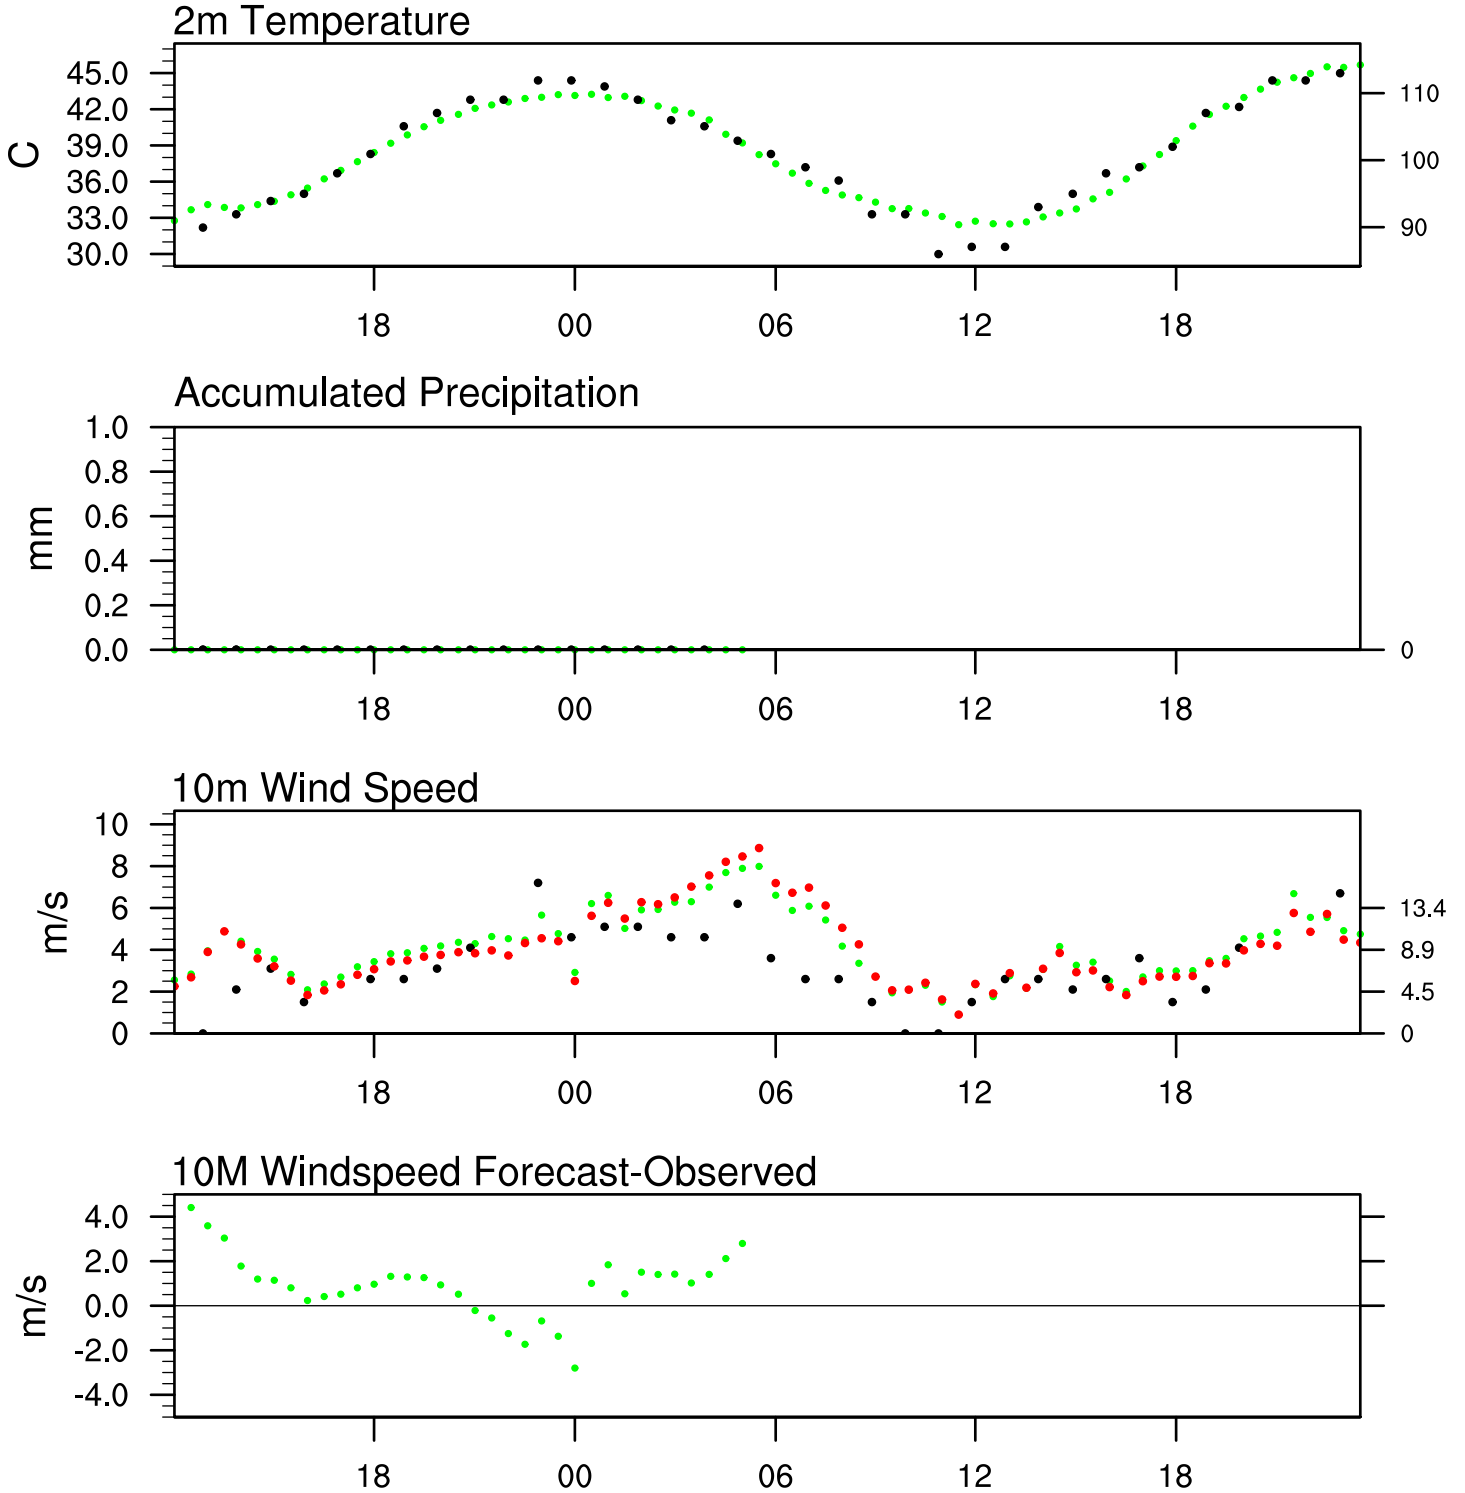 2m Temperature
45.0
42.0 110
39.0
C 100
36.0
33.0
90
30.0
18 00 06 12 18
Accumulated Precipitation
1.0
0.8
0.6
mm
0.4
0.2
0.0 0
18 00 06 12 18
10m Wind Speed
10
8
6 13.4
m/s
4 8.9
2 4.5
0 0
18 00 06 12 18
10M Windspeed Forecast-Observed
4.0
2.0
m/s 0.0
-2.0
-4.0
18 00 06 12 18